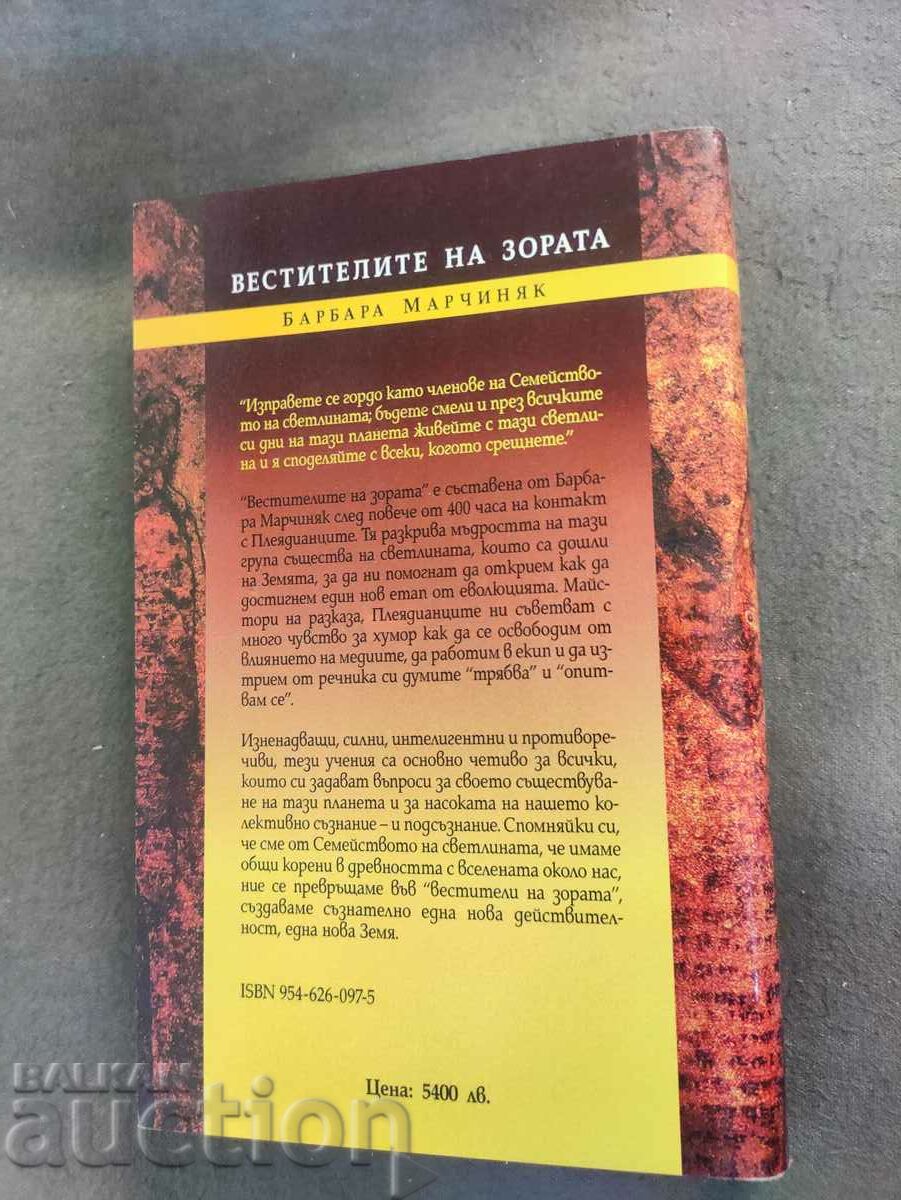 ВЕСТИТЕЛИТЕ НА ЗОРАТА
БАРБАРА МАРЧИНЯК
"Изправете се гордо като членове на Семейство-
то на светлината; бъдете смели и през всичките
си дни на тази планета живейте с тази светли-
на и я споделяйте с всеки, когото срещнете."
"Вестителите на зората" е съставена от Барба-
ра Марчиняк след повече от 400 часа на контакт
с Плеядианците. Тя разкрива мъдростта на тази
група същества на светлината, които са дошли
на Земята, за да ни помогнат да открием как да
достигнем един нов етап от еволюцията. Майс-
тори на разказа, Плеядианците ни съветват с
много чувство за хумор как да се освободим от
влиянието на медиите, да работим в екип и да из-
трием от речника си думите "трябва" и "опит-
вам се".
Изненадващи, силни, интелигентни и противоре-
чиви, тези учения са основно четиво за всички,
които си задават въпроси за своето съществува-
не на тази планета и за насоката на нашето ко-
лективно съзнание – и подсъзнание. Спомняйки си,
че сме от Семейството на светлината, че имаме
общи корени в древността с вселената около нас,
ние се превръщаме във "вестители на зората",
създаваме съзнателно една нова действител-
ност, една нова Земя.
ISBN 954-626-097-5
Цена: 5400 лв.
BALKAN
auction